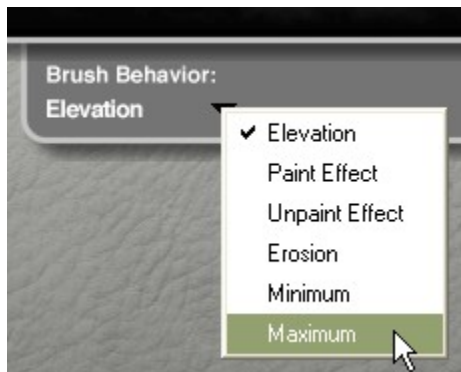 Brush Behavior:
Elevation
Elevation
Paint Effect
Unpaint Effect
Erosion
Minimum
Maximum